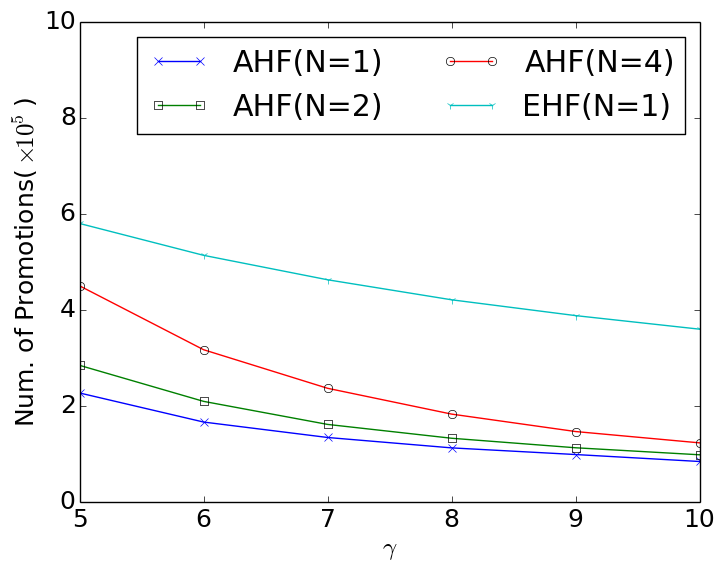 10
8
6
4
2
0
Num. of Promotions( ×10⁵ )
AHF(N=1)
AHF(N=2)
AHF(N=4)
EHF(N=1)
5 6 7 8 9 10
γ